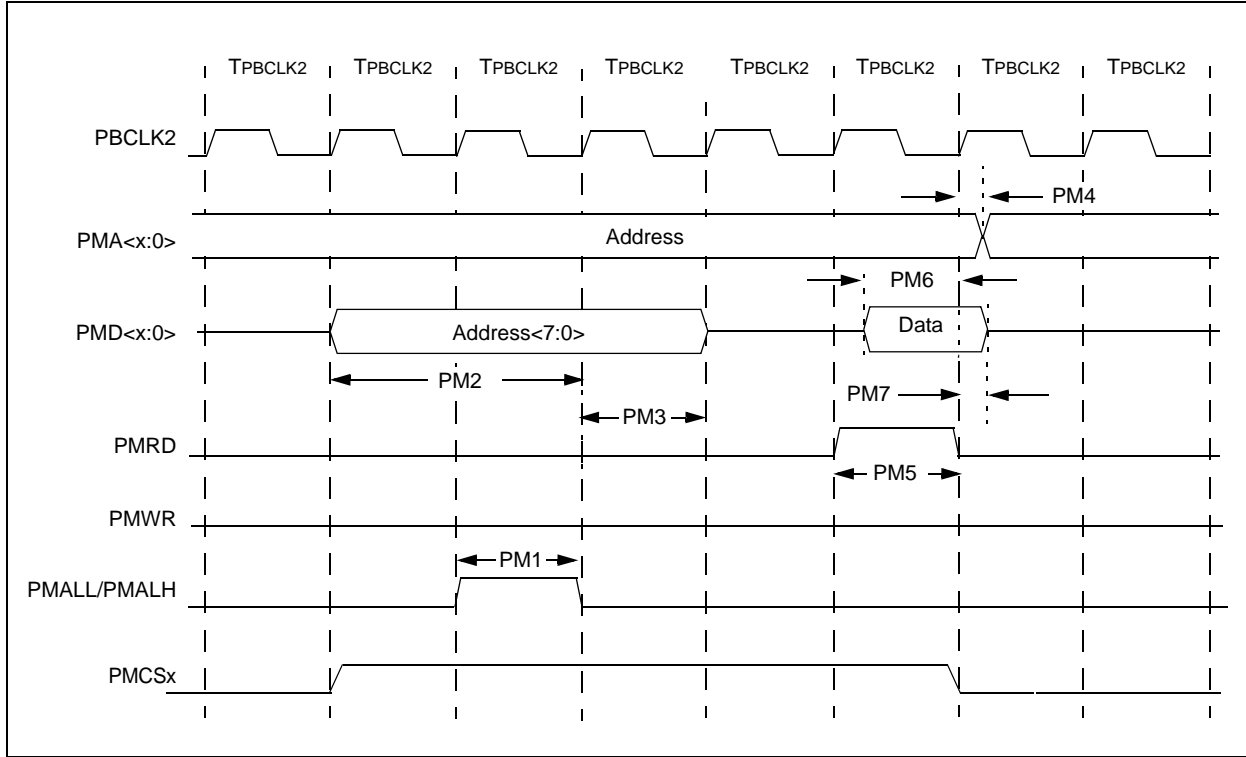 TPBCLK2 TPBCLK2 TPBCLK2 TPBCLK2 TPBCLK2 TPBCLK2 TPBCLK2 TPBCLK2
PBCLK2
PM4
PMA<x:0> Address
PM6
PMD<x:0> Address<7:0> Data
PM2
PM7
PM3
PMRD
PM5
PMWR
PM1
PMALL/PMALH
PMCSx